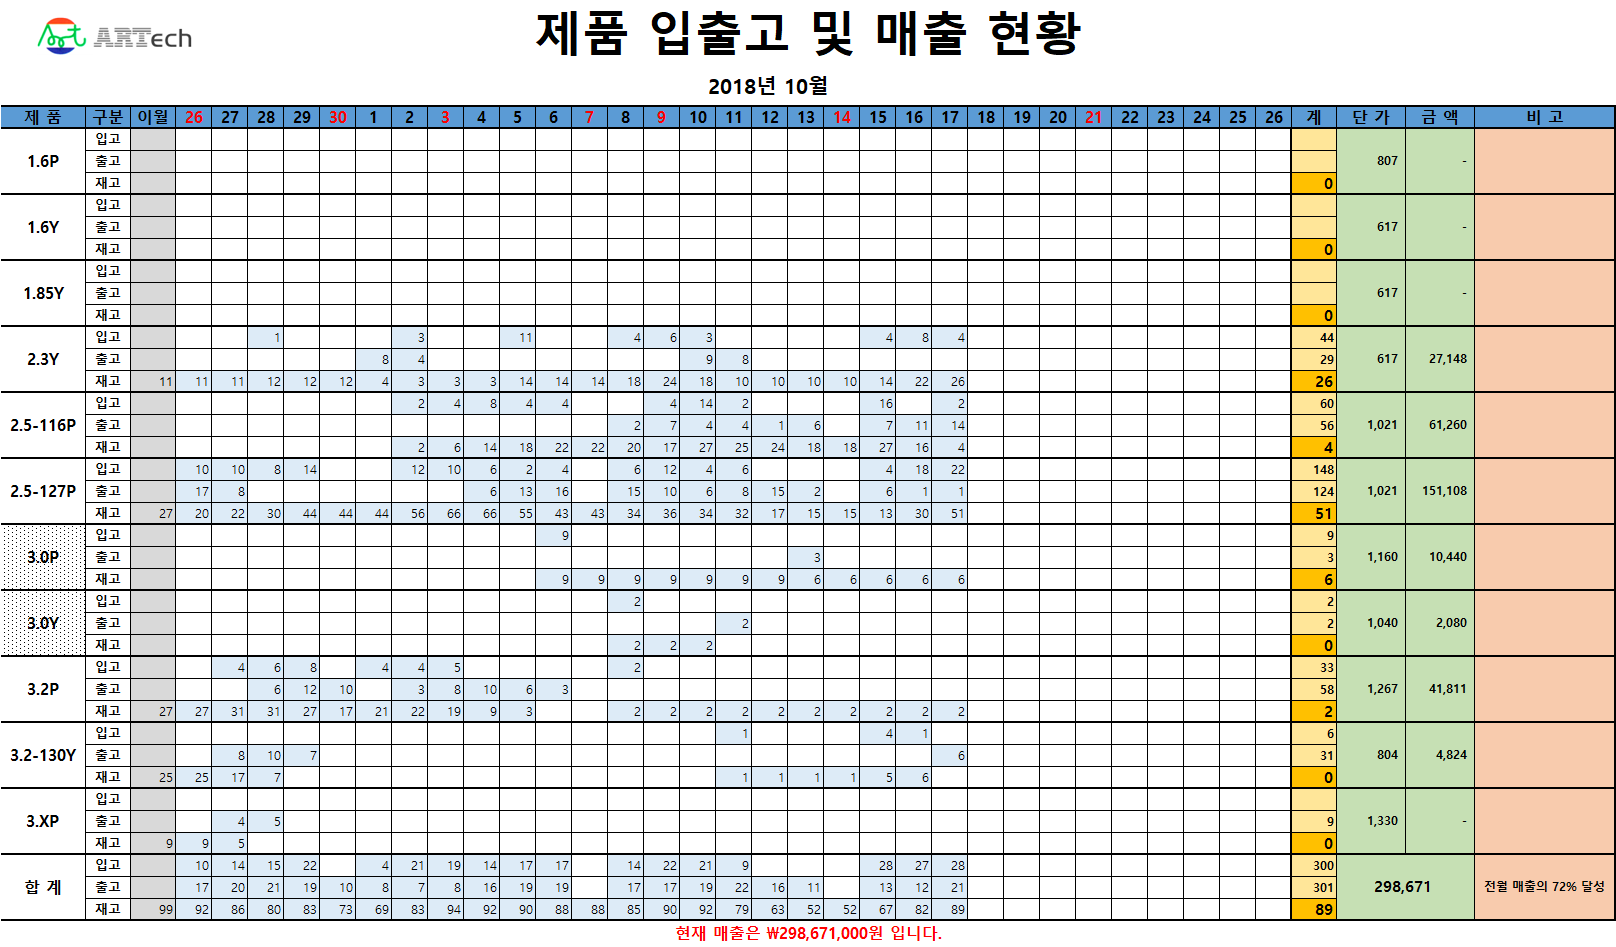 Art ARTech
제품 입출고 및 매출 현황
2018년 10월
제 품 구분 이월 26 27 28 29 30 1 2 3 4 5 6 7 8 9 10 11 12 13 14 15 16 17 18 19 20 21 22 23 24 25 26 계 단 가 금 액 비 고
입고
1.6P 출고 807 -
재고 0
입고
1.6Y 출고 617 -
재고 0
입고
1.85Y 출고 617 -
재고 0
입고 1 3 11 4 6 3 4 8 4 44
2.3Y 출고 8 4 9 8 29 617 27,148
재고 11 11 11 12 12 12 4 3 3 3 14 14 14 18 24 18 10 10 10 10 14 22 26 26
입고 2 4 8 4 4 4 14 2 16 2 60
2.5-116P 출고 2 7 4 4 1 6 7 11 14 56 1,021 61,260
재고 2 6 14 18 22 22 20 17 27 25 24 18 18 27 16 4 4
입고 10 10 8 14 12 10 6 2 4 6 12 4 6 4 18 22 148
2.5-127P 출고 17 8 6 13 16 15 10 6 8 15 2 6 1 1 124 1,021 151,108
재고 27 20 22 30 44 44 44 56 66 66 55 43 43 34 36 34 32 17 15 15 13 30 51 51
입고 9 9
3.0P 출고 3 3 1,160 10,440
재고 9 9 9 9 9 9 9 6 6 6 6 6 6
입고 2 2
3.0Y 출고 2 2 1,040 2,080
재고 2 2 2 0
입고 4 6 8 4 4 5 2 33
3.2P 출고 6 12 10 3 8 10 6 3 58 1,267 41,811
재고 27 27 31 31 27 17 21 22 19 9 3 2 2 2 2 2 2 2 2 2 2 2
입고 1 4 1 6
3.2-130Y 출고 8 10 7 6 31 804 4,824
재고 25 25 17 7 1 1 1 1 5 6 0
입고
3.XP 출고 4 5 9 1,330 -
재고 9 9 5 0
입고 10 14 15 22 4 21 19 14 17 17 14 22 21 9 28 27 28 300
합 계 출고 17 20 21 19 10 8 7 8 16 19 19 17 17 19 22 16 11 13 12 21 301 298,671 전월 매출의 72% 달성
재고 99 92 86 80 83 73 69 83 94 92 90 88 88 85 90 92 79 63 52 52 67 82 89 89
현재 매출은 ₩298,671,000원 입니다.